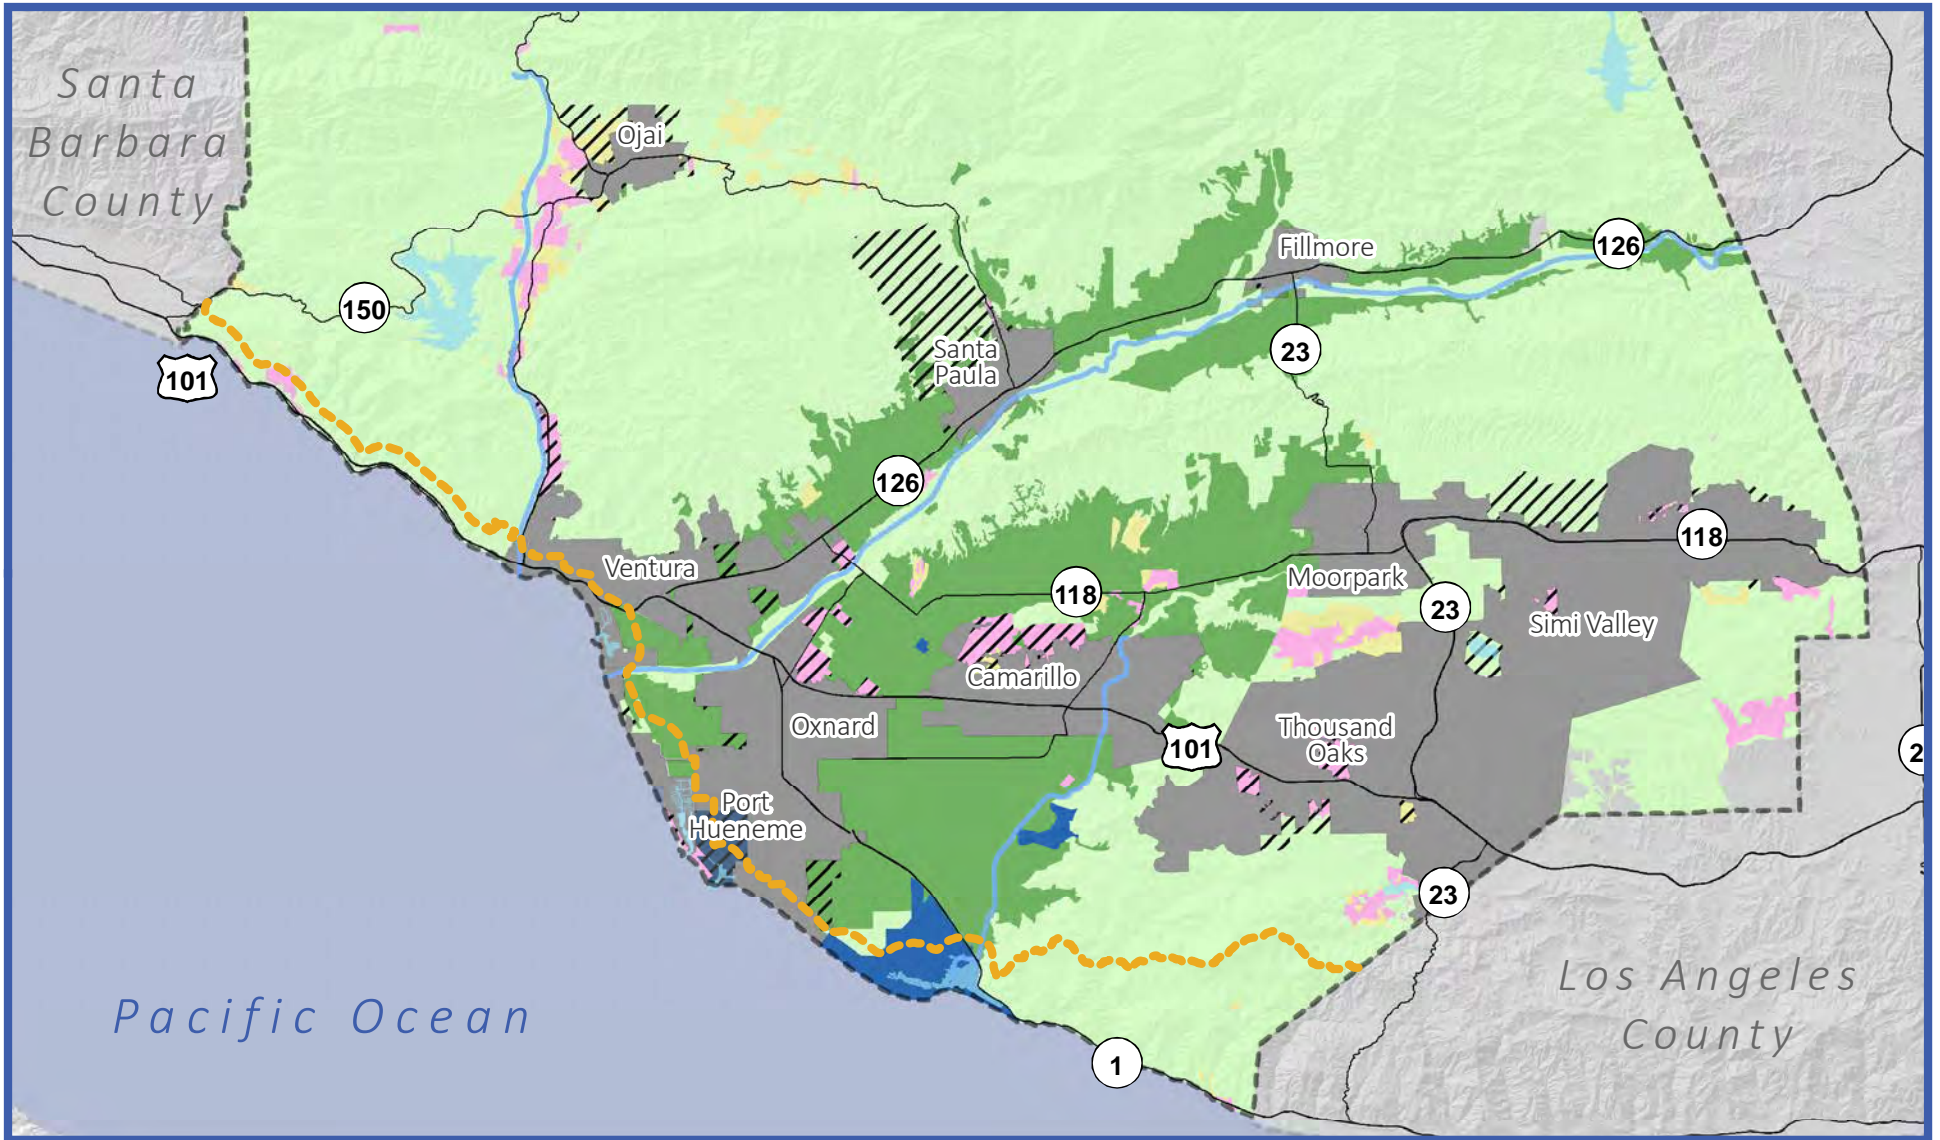 Santa
Barbara
County
Ojai
Fillmore
126
150
101
Santa
Paula
23
126
118
Ventura
118
Moorpark
23
Simi Valley
Camarillo
Oxnard
101
Thousand
Oaks
2
Port
Hueneme
23
Pacific Ocean
Los Angeles
County
1